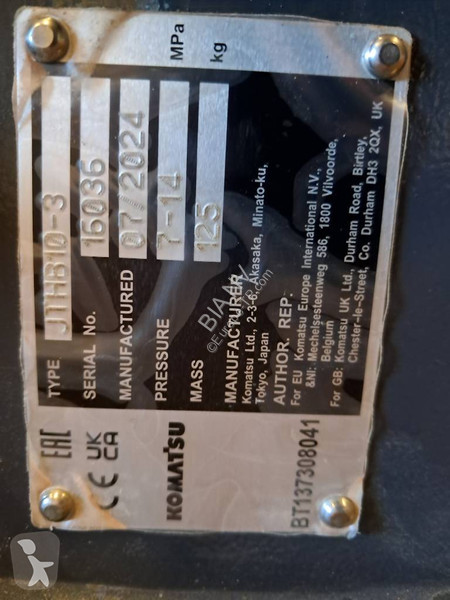 TYPE JTHB10-3
SERIAL No. 15036
MANUFACTURED 07/2024
PRESSURE 7-14 MPa
MASS 125 kg
MANUFACTURER
Komatsu Ltd., 2-3-6, Akasaka, Minato-ku,
Tokyo, Japan
AUTHOR. REP:
For EU Komatsu Europe International N.V.,
&NI: Mechelsesteenweg 586, 1800 Vilvoorde,
Belgium
For GB: Komatsu UK Ltd., Durham Road, Birtley,
Chester-le-Street, Co. Durham DH3 2QX, UK
EAC
CE UK
CA
KOMATSU
BT137308041